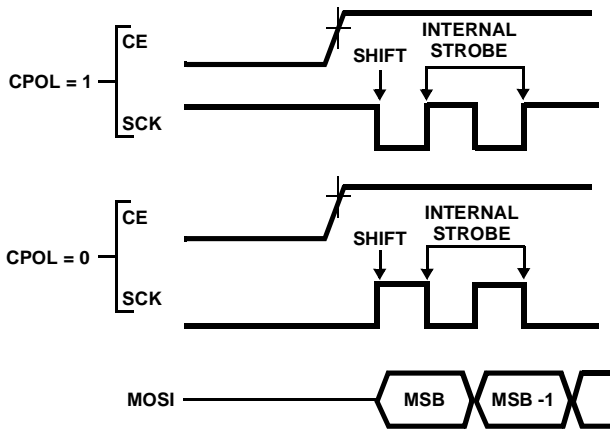 CE
CPOL = 1
SCK
SHIFT
INTERNAL
STROBE
CE
CPOL = 0
SCK
SHIFT
INTERNAL
STROBE
MOSI
MSB
MSB -1